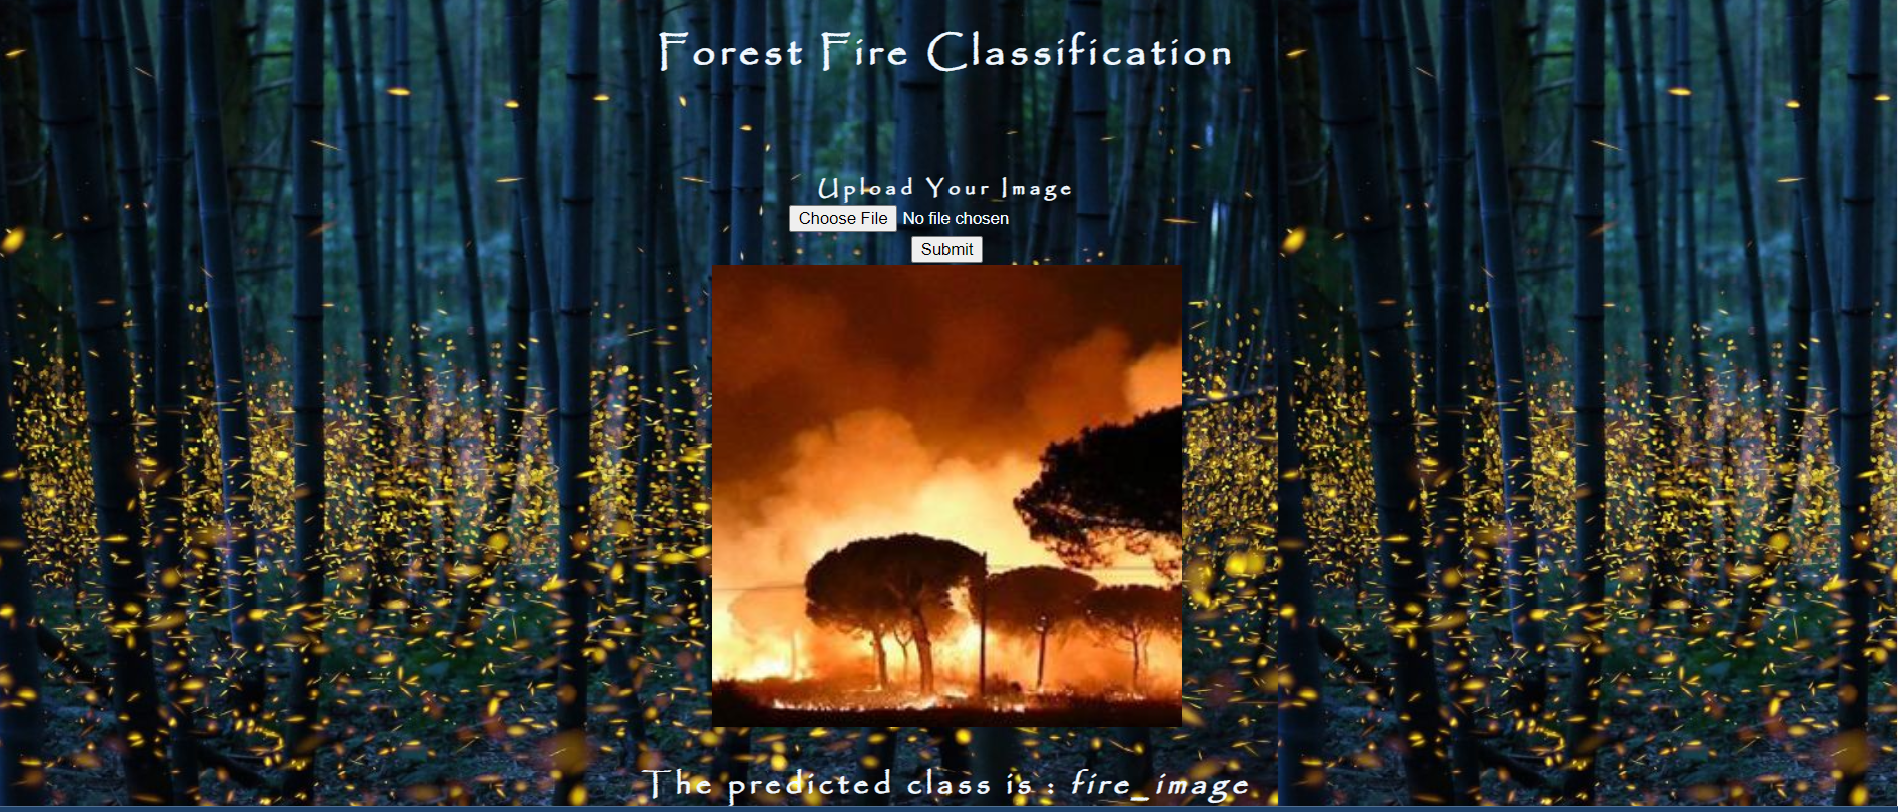 Forest Fire Classification
Upload Your Image
Choose File No file chosen
Submit
The predicted class is : fire_image